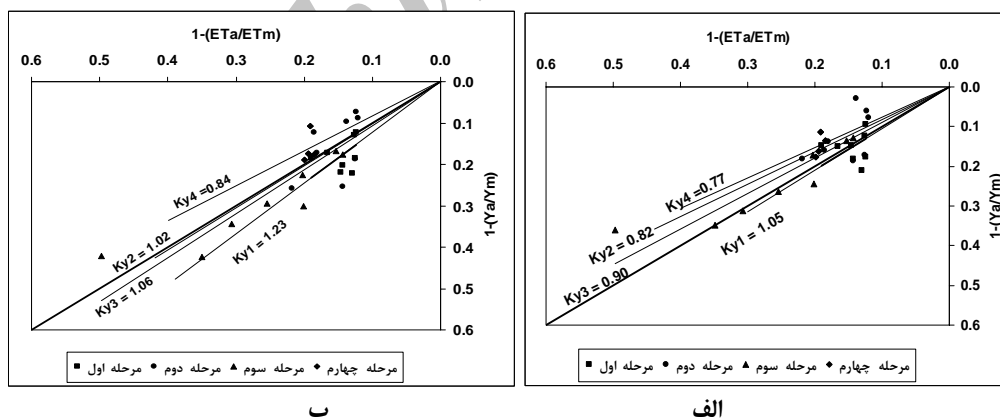 1-(ETa/ETm)
0.6 0.5 0.4 0.3 0.2 0.1 0.0
0.0
0.1
0.2
0.3
0.4
0.5
0.6
1-(Ya/Ym)
Ky4 =0.84
Ky2 = 1.02
Ky1 = 1.23
Ky3 = 1.06
مرحله اول مرحله دوم مرحله سوم مرحله چهارم
ب
1-(ETa/ETm)
0.6 0.5 0.4 0.3 0.2 0.1 0.0
0.0
0.1
0.2
0.3
0.4
0.5
0.6
1-(Ya/Ym)
Ky4 = 0.77
Ky2 = 0.82
Ky1 = 1.05
Ky3 = 0.90
مرحله اول مرحله دوم مرحله سوم مرحله چهارم
الف